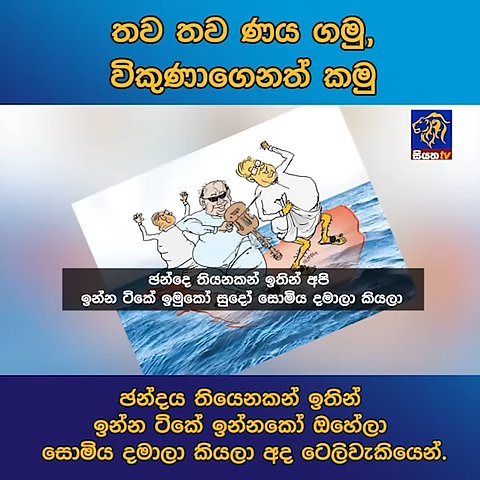 තව තව ණය ගමු,
විකුණාගෙනත් කමු
සියත tv
ඡන්දෙ තියනකන් ඉතින් අපි
ඉන්න ටිකේ ඉමුකෝ සුදෝ සොමිය දමාලා කියලා
ඡන්දය තියෙනකන් ඉතින්
ඉන්න ටිකේ ඉන්නකෝ ඔහේලා
සොමිය දමාලා කියලා අද ටෙලිවැකියෙන්.